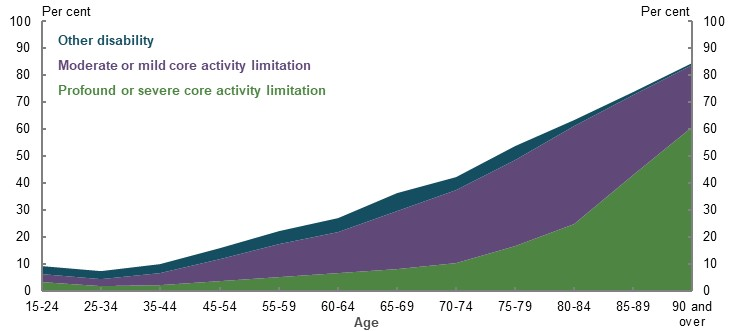 Per cent Per cent
100 100
90 90
80 80
70 70
60 60
50 50
40 40
30 30
20 20
10 10
0 0
Other disability
Moderate or mild core activity limitation
Profound or severe core activity limitation
15-24 25-34 35-44 45-54 55-59 60-64 65-69 70-74 75-79 80-84 85-89 90 and
over
Age